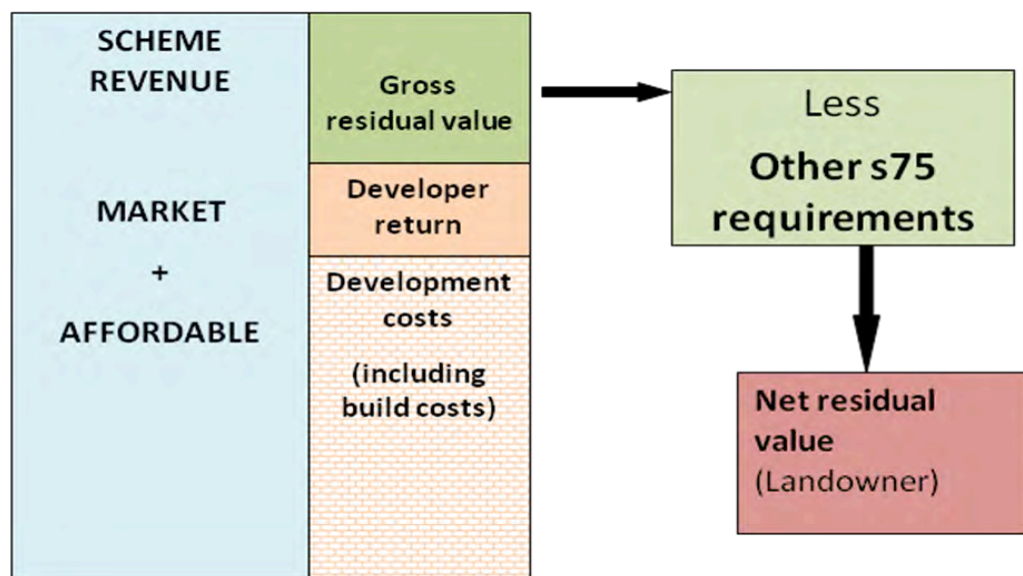 SCHEME
REVENUE
MARKET
+
AFFORDABLE
Gross
residual value
Developer
return
Development
costs
(including
build costs)
Less
Other s75
requirements
Net residual
value
(Landowner)